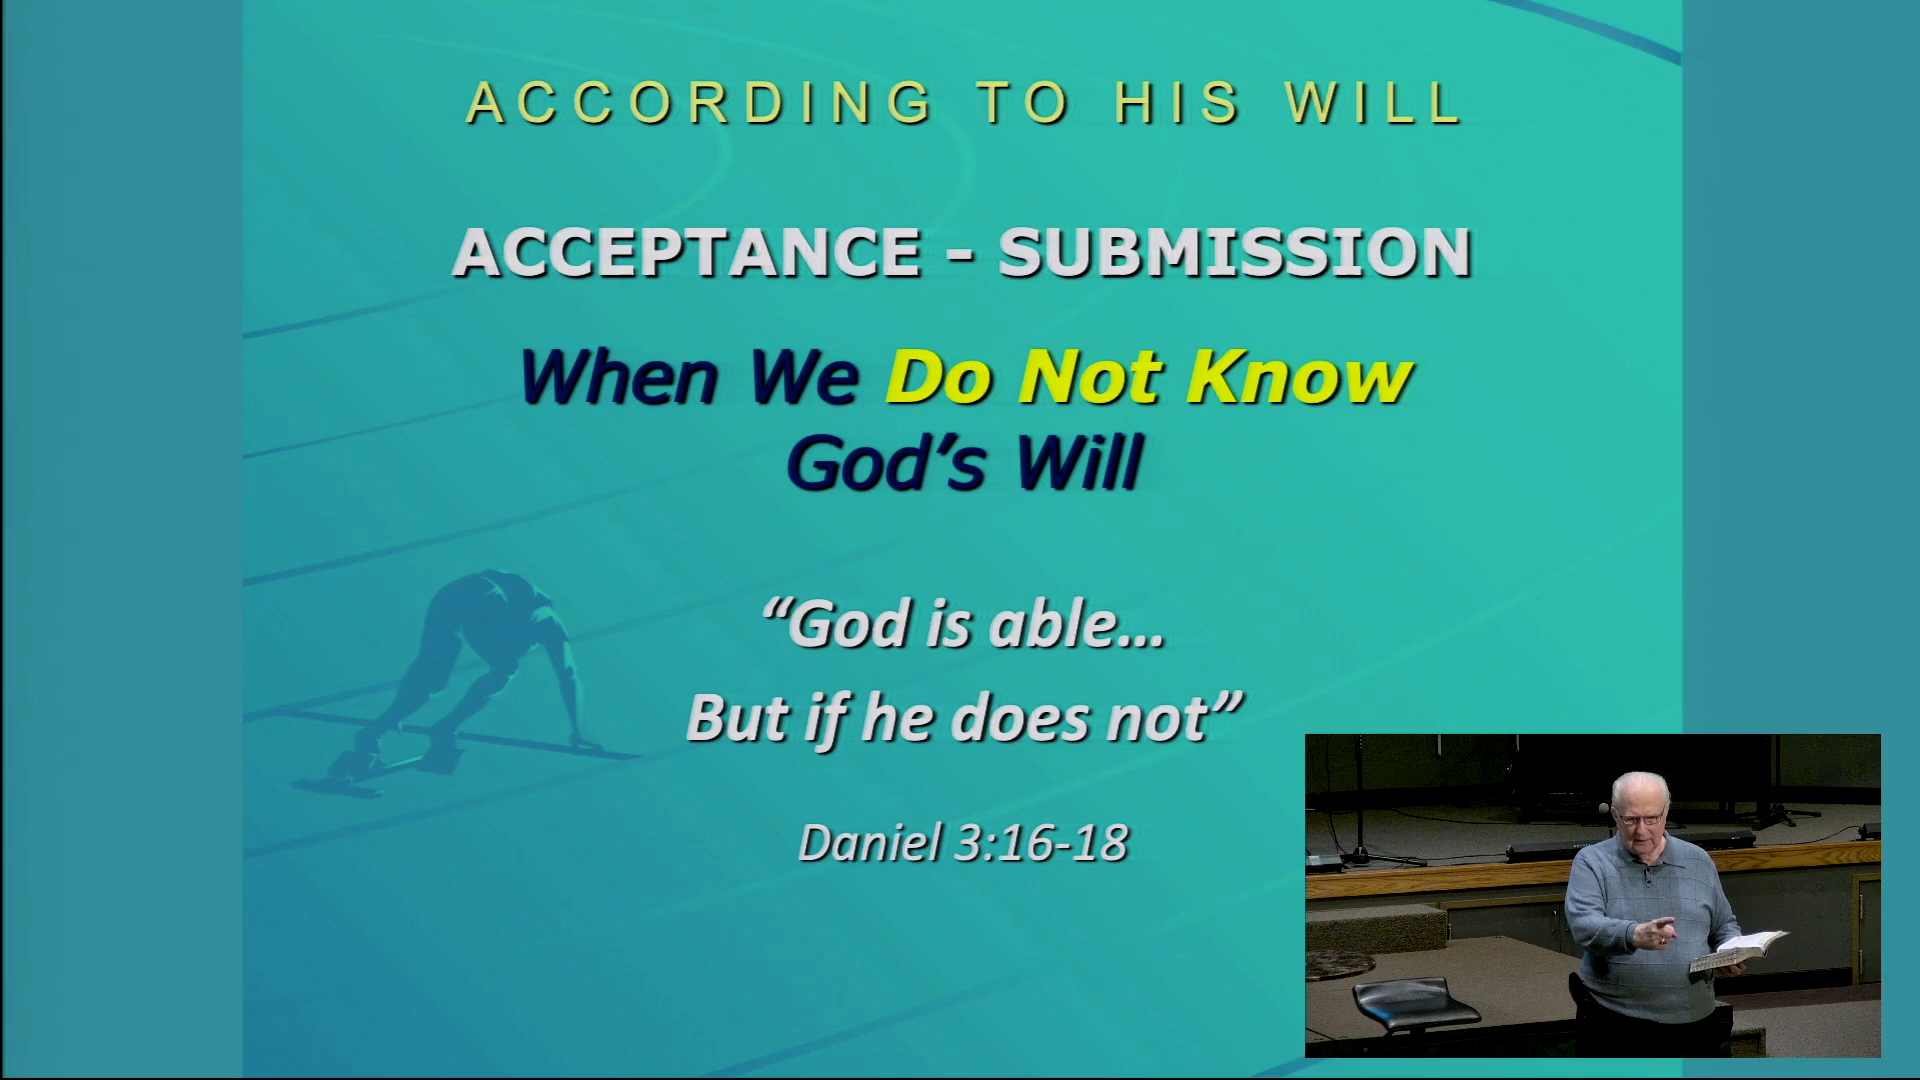 ACCORDING TO HIS WILL
ACCEPTANCE - SUBMISSION
When We Do Not Know
God’s Will
“God is able...
But if he does not”
Daniel 3:16-18